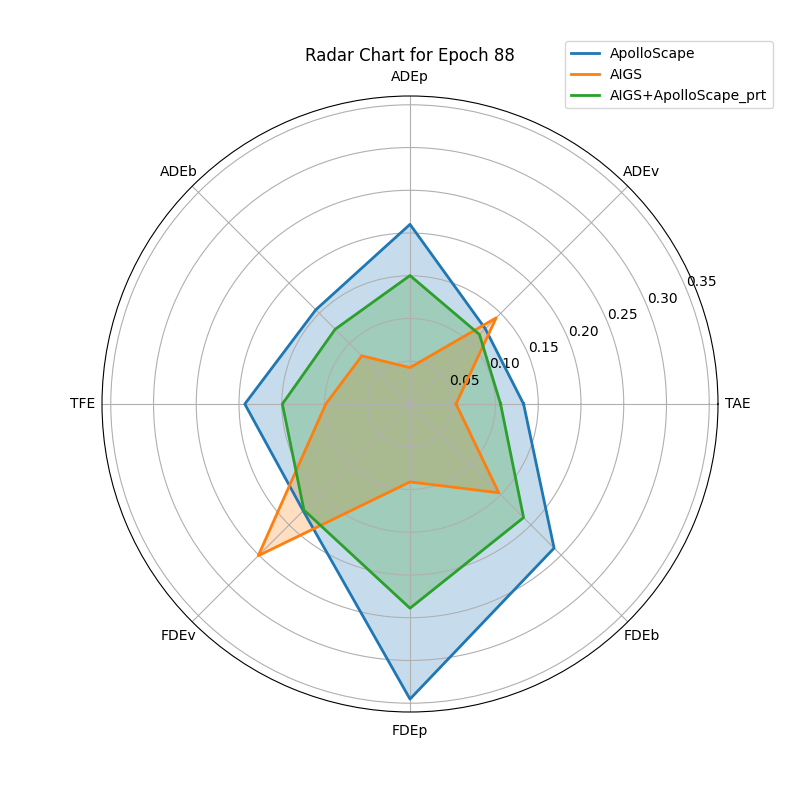 Radar Chart for Epoch 88
ApolloScape
AIGS
AIGS+ApolloScape_prt
ADEp
ADEb
ADEv
0.35
0.30
0.25
0.20
0.15
0.10
0.05
TFE
TAE
FDEv
FDEb
FDEp